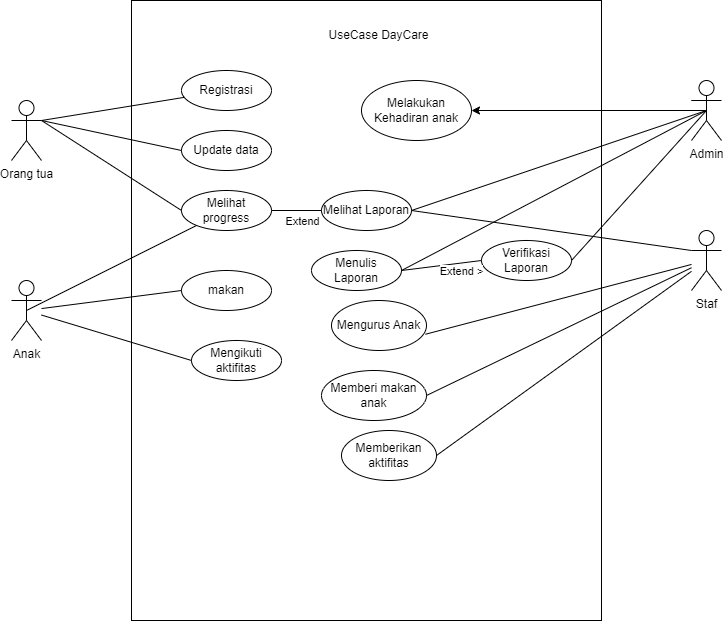 UseCase DayCare
Registrasi
Melakukan
Kehadiran anak
Orang tua
Update data
Admin
Melihat
progress
Extend
Melihat Laporan
Menulis
Laporan
Extend >
Verifikasi
Laporan
Staf
makan
Anak
Mengurus Anak
Mengikuti
aktifitas
Memberi makan
anak
Memberikan
aktifitas